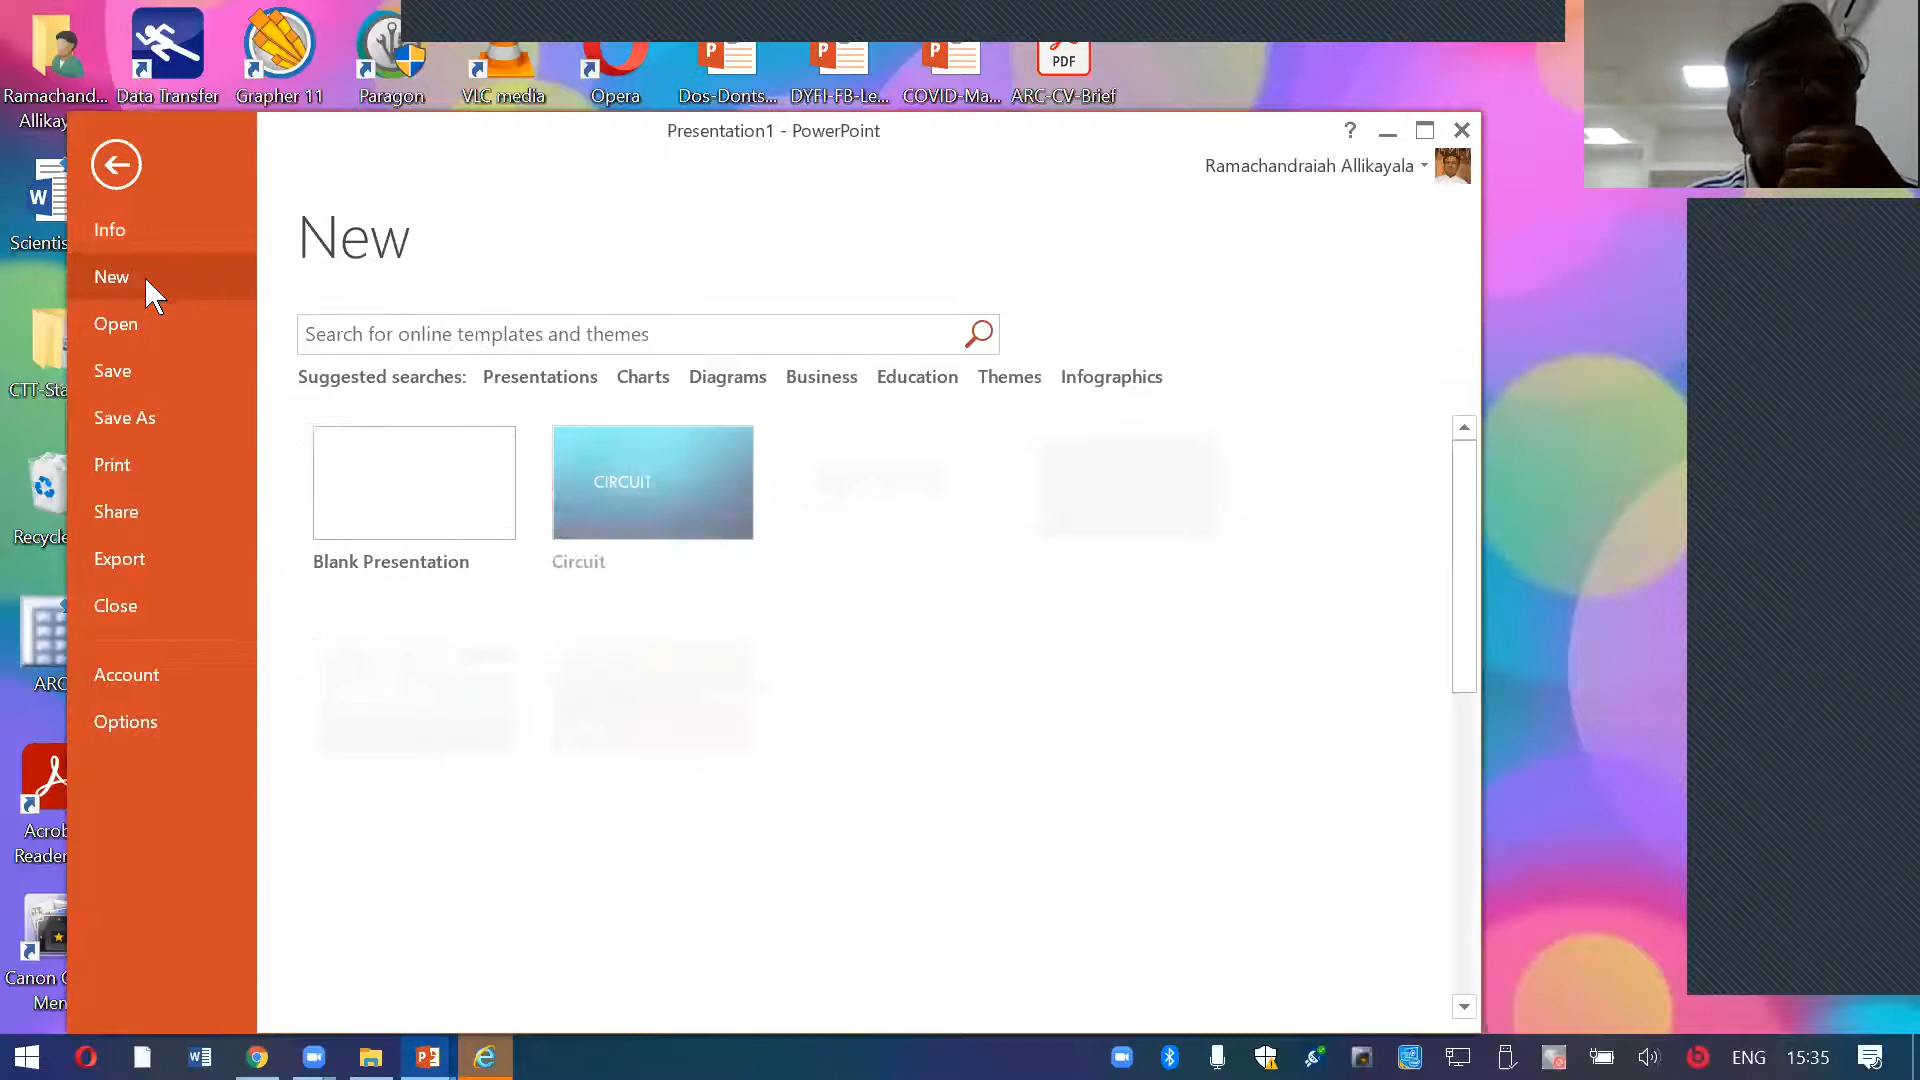 Ramachand...
Allikay
Data Transfer
Grapher 11
Paragon
VLC media
Opera
Dos-Donts...
DYFI-FB-Le...
COVID-Ma...
PDF
ARC-CV-Brief
Presentation1 - PowerPoint
Ramachandraiah Allikayala
Info
New
Open
Save
Save As
Print
Share
Export
Close
Account
Options
New
Search for online templates and themes
Suggested searches: Presentations Charts Diagrams Business Education Themes Infographics
CIRCUIT
Blank Presentation
Circuit
Scientis
CTT-Sta
Recycle
ARC
Acrob
Reader
Canon
Men
ENG
15:35